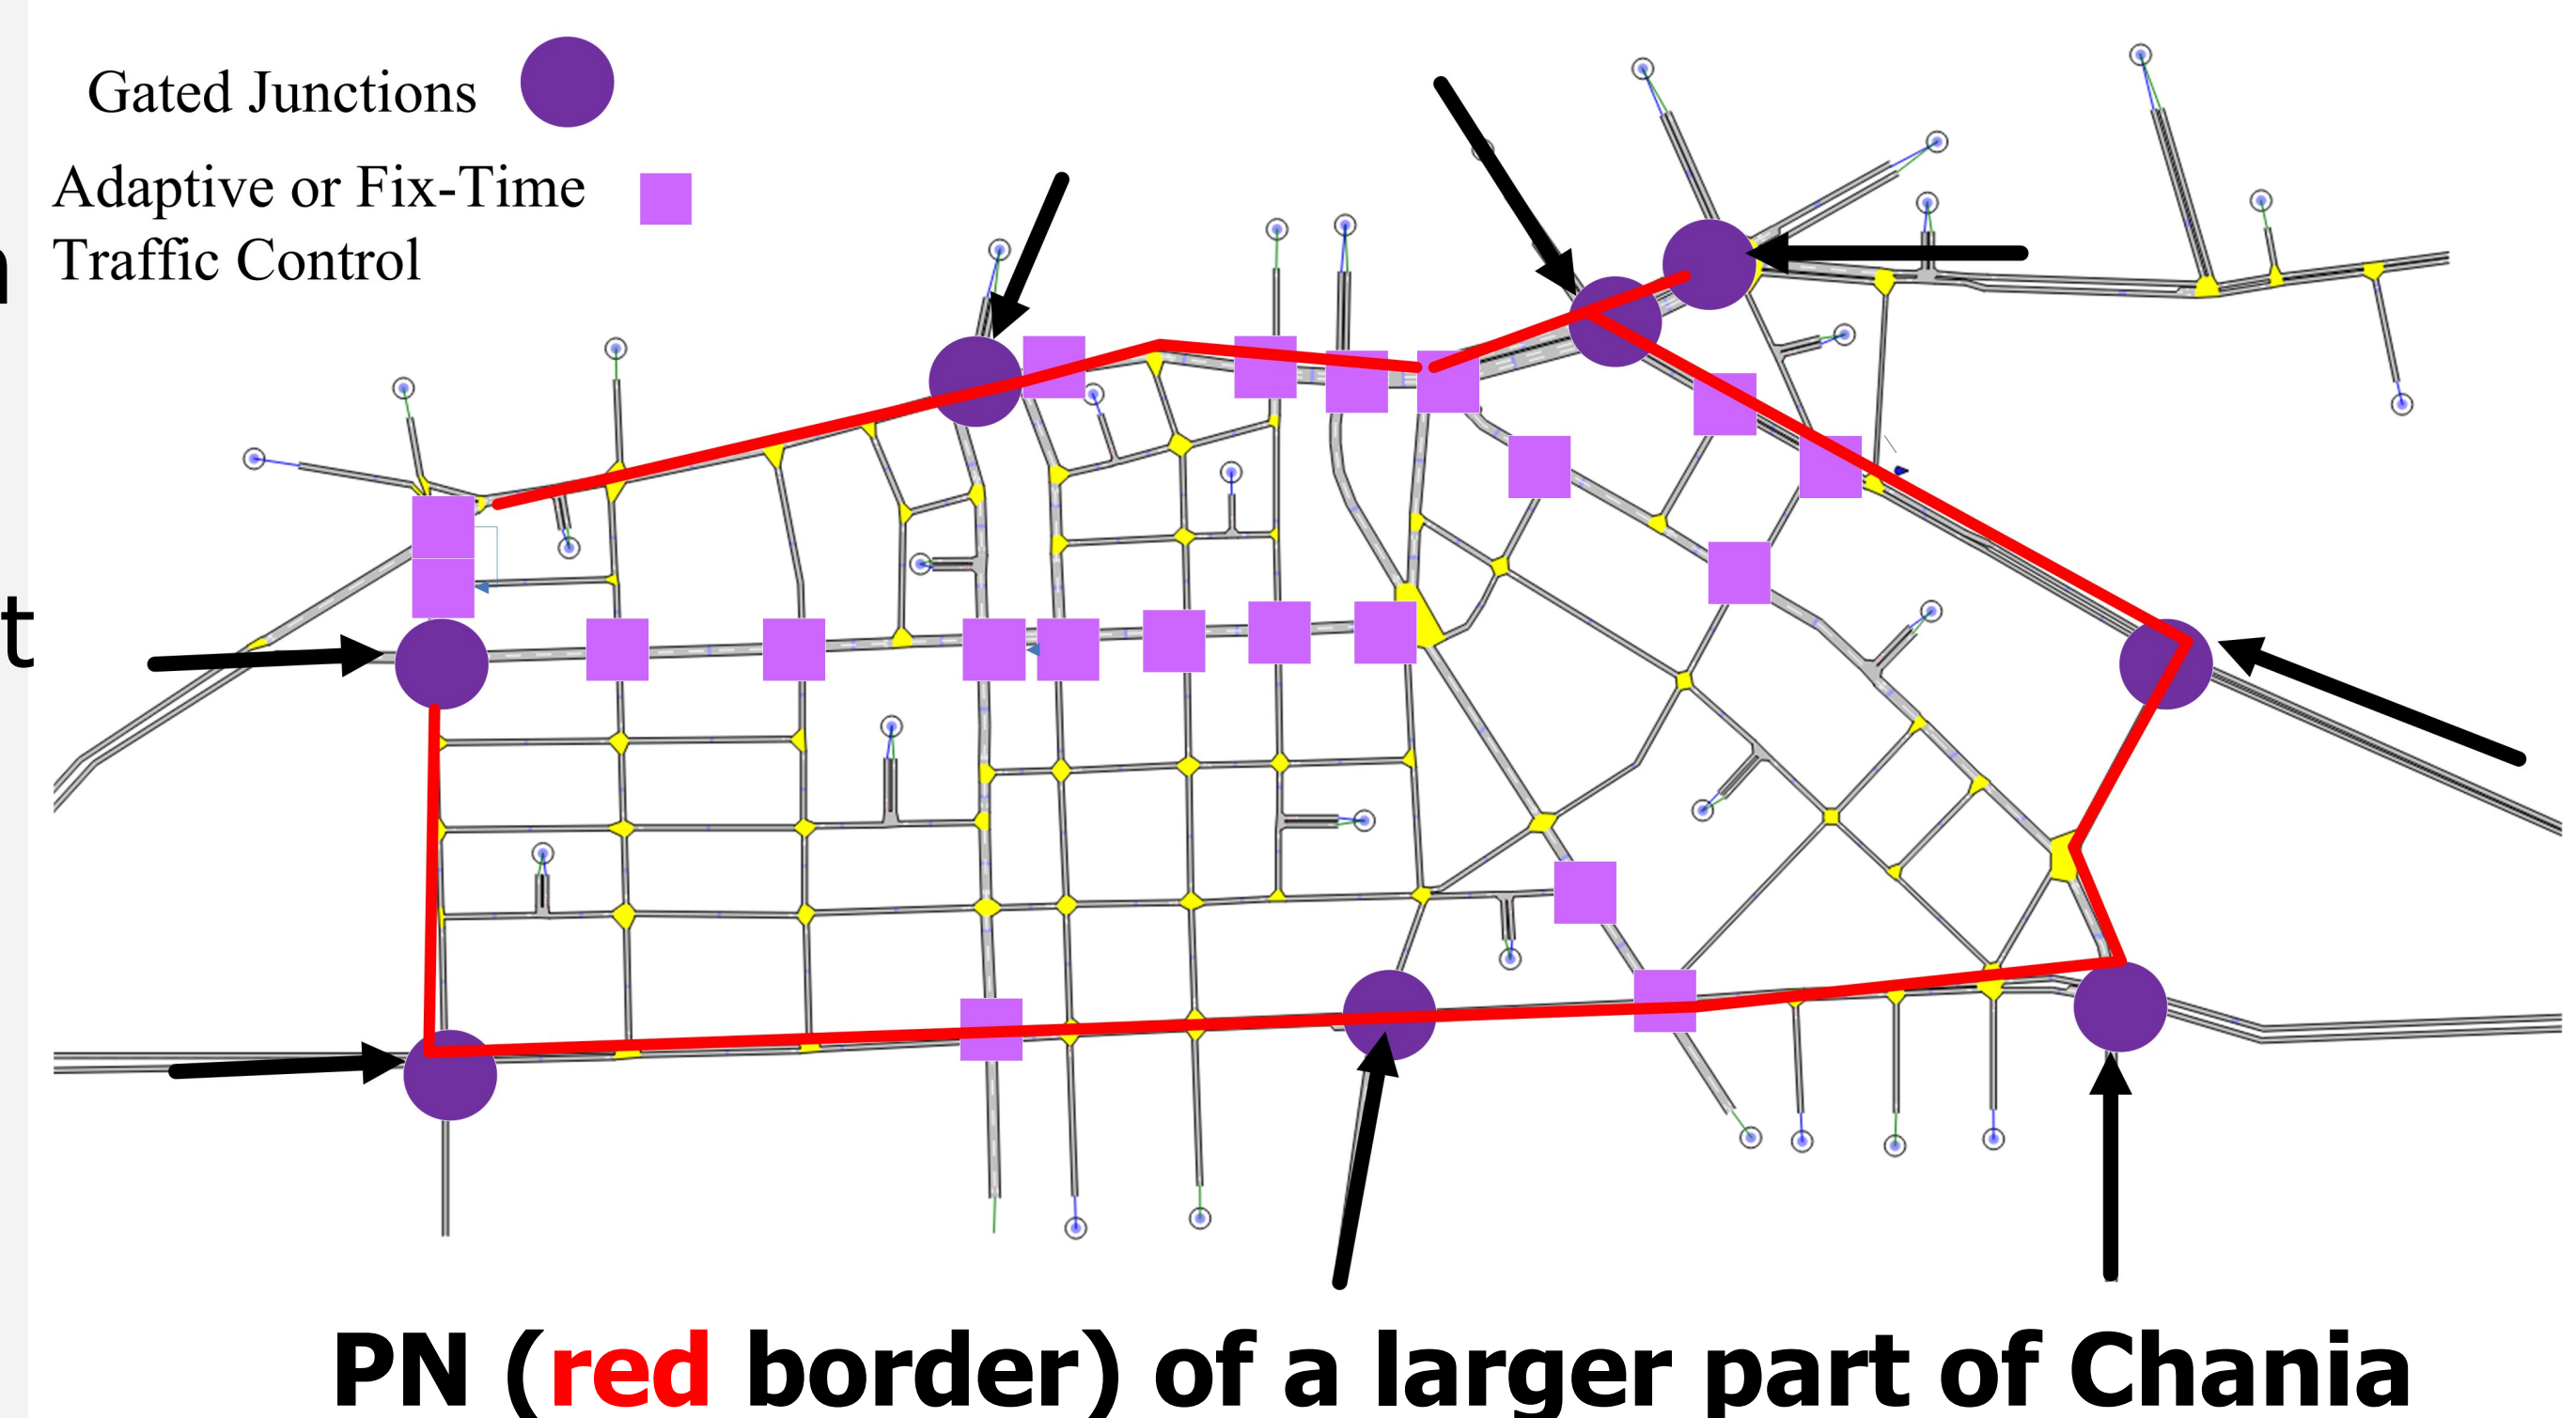 Gated Junctions
Adaptive or Fix-Time
Traffic Control
t
PN (red border) of a larger part of Chania